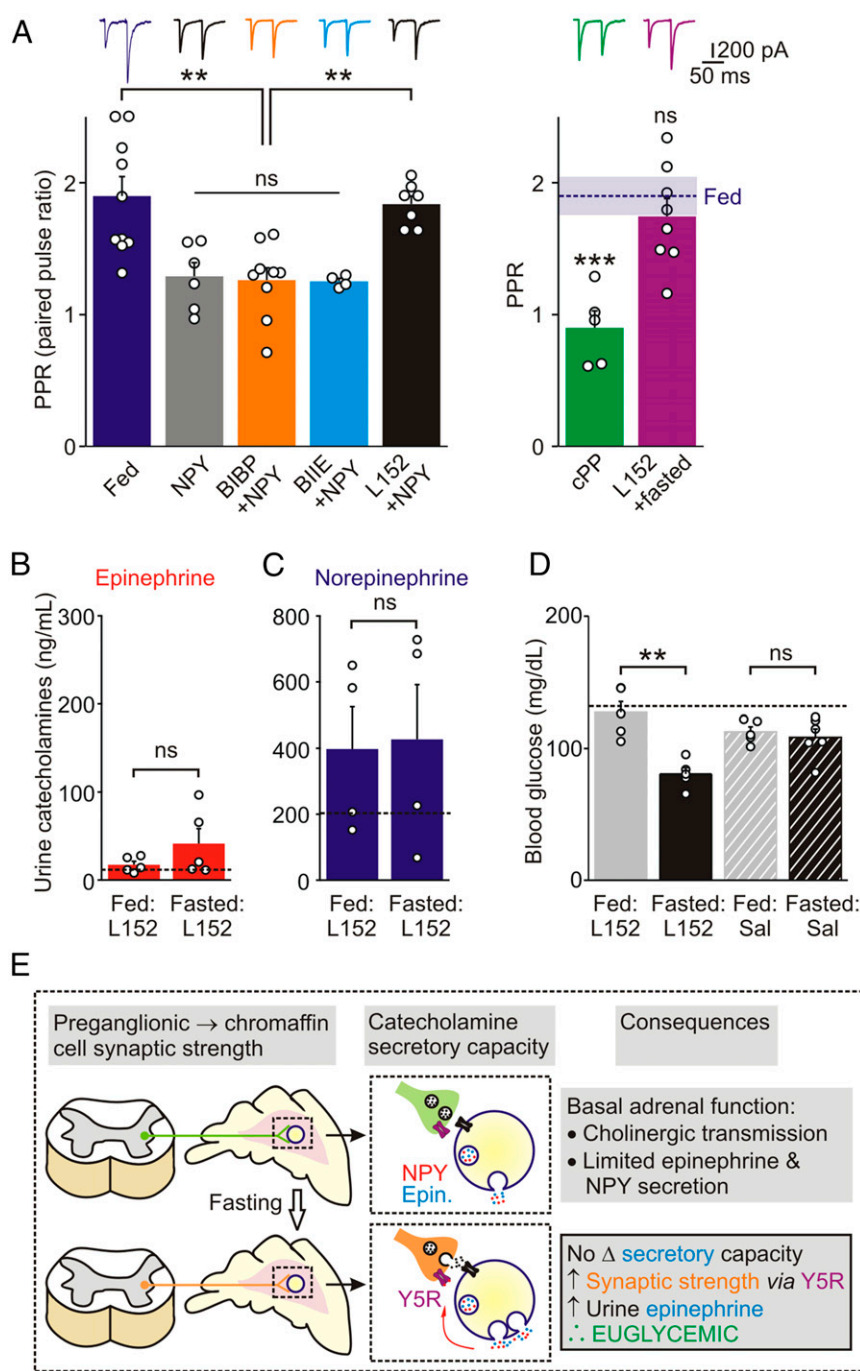 A
**
**
200 pA
50 ms
ns
PPR (paired pulse ratio)
2
1
0
ns
Fed
NPY
BIBP
+NPY
BIIE
+NPY
L152
+NPY
PPR
2
1
0
Fed
***
cPP
L152
+fasted
B
Epinephrine
Urine catecholamines (ng/mL)
300
200
100
0
ns
Fed:
L152
Fasted:
L152
C
Norepinephrine
800
600
400
200
0
ns
Fed:
L152
Fasted:
L152
D
Blood glucose (mg/dL)
200
100
0
**
ns
Fed:
L152
Fasted:
L152
Fed:
Sal
Fasted:
Sal
E
Preganglionic → chromaffin
cell synaptic strength
Catecholamine
secretory capacity
Consequences
Fasting
NPY
Epin.
Y5R
Basal adrenal function:
• Cholinergic transmission
• Limited epinephrine &
NPY secretion
No Δ secretory capacity
↑ Synaptic strength via Y5R
↑ Urine epinephrine
∴ EUGLYCEMIC